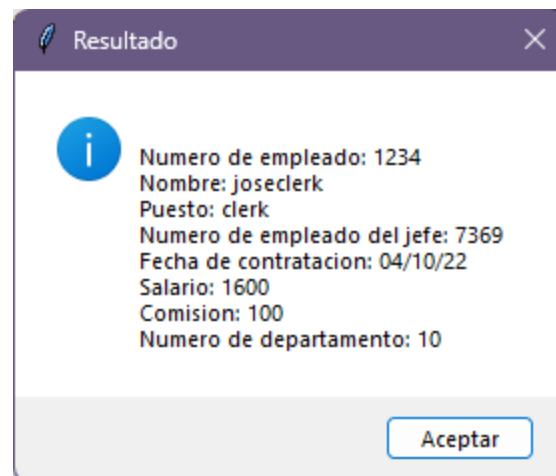 Resultado
Numero de empleado: 1234
Nombre: joseclerk
Puesto: clerk
Numero de empleado del jefe: 7369
Fecha de contratacion: 04/10/22
Salario: 1600
Comision: 100
Numero de departamento: 10
Aceptar